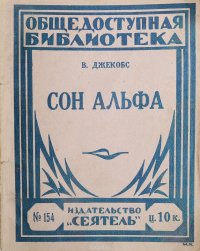 ОБЩЕДОСТУПНАЯ
БИБЛИОТЕКА
В. ДЖЕКОБС
СОН АЛЬФА
№ 154
ИЗДАТЕЛЬСТВО
"СЕЯТЕЛЬ"
Ц. 10 К.